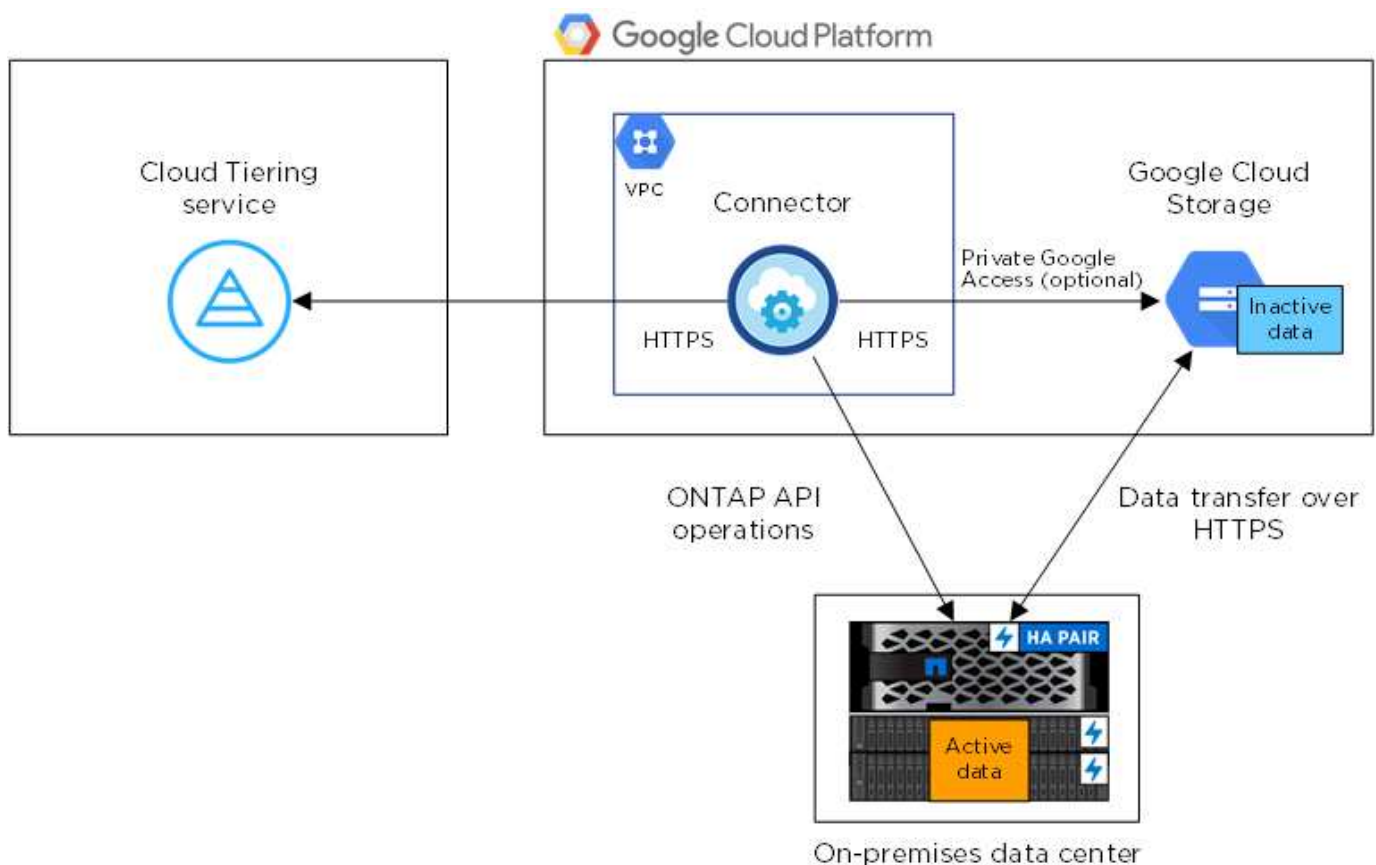 Google Cloud Platform
Cloud Tiering
service
VPC
Connector
Google Cloud
Storage
Private Google
Access (optional)
HTTPS
HTTPS
Inactive
data
ONTAP API
operations
Data transfer over
HTTPS
HA PAIR
Active
data
On-premises data center